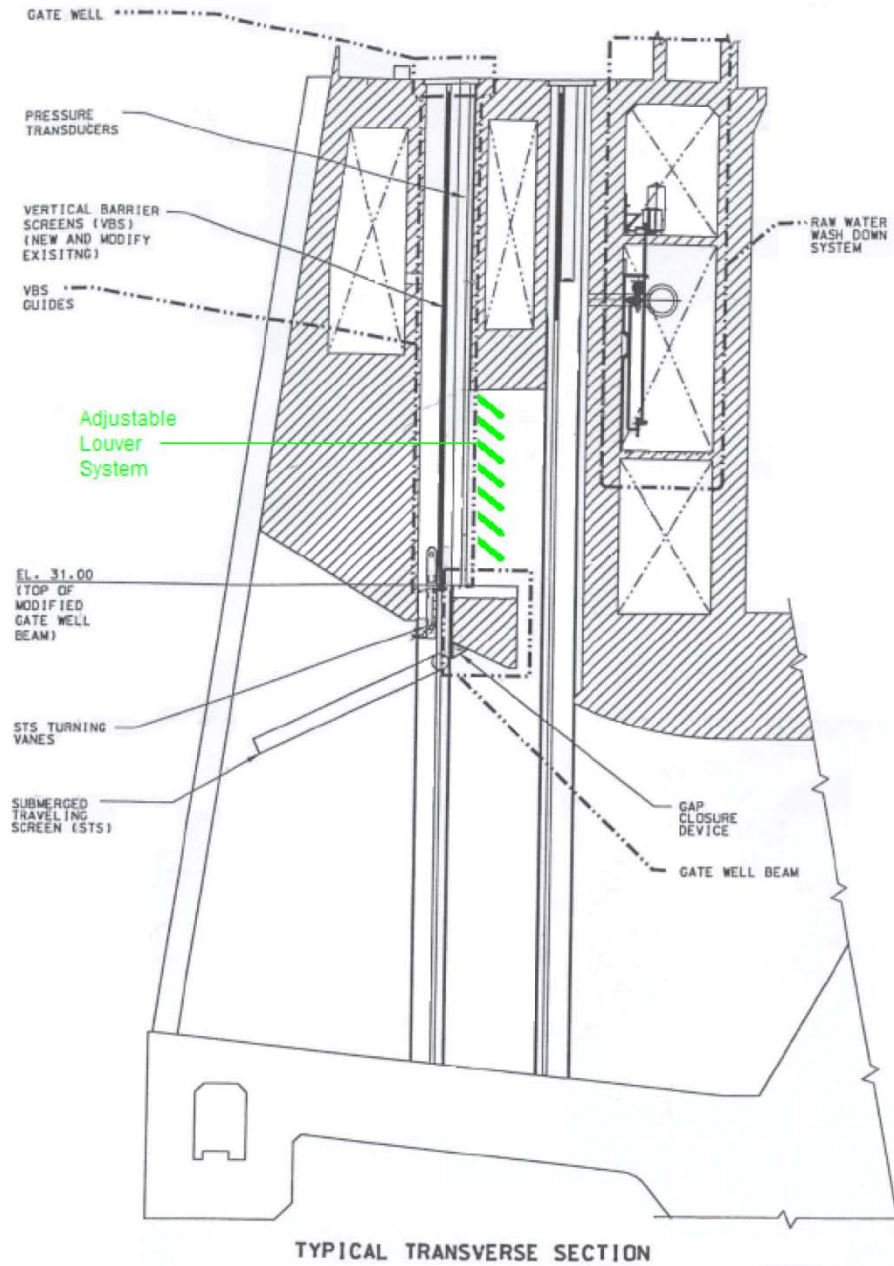 GATE WELL
PRESSURE
TRANSDUCERS
VERTICAL BARRIER
SCREENS (VBS)
(NEW AND MODIFY
EXISITNG)
VBS
GUIDES
RAW WATER
WASH DOWN
SYSTEM
Adjustable
Louver
System
EL. 31.00
(TOP OF
MODIFIED
GATE WELL
BEAM)
STS TURNING
VANES
SUBMERGED
TRAVELING
SCREEN (STS)
GAP
CLOSURE
DEVICE
GATE WELL BEAM
TYPICAL TRANSVERSE SECTION